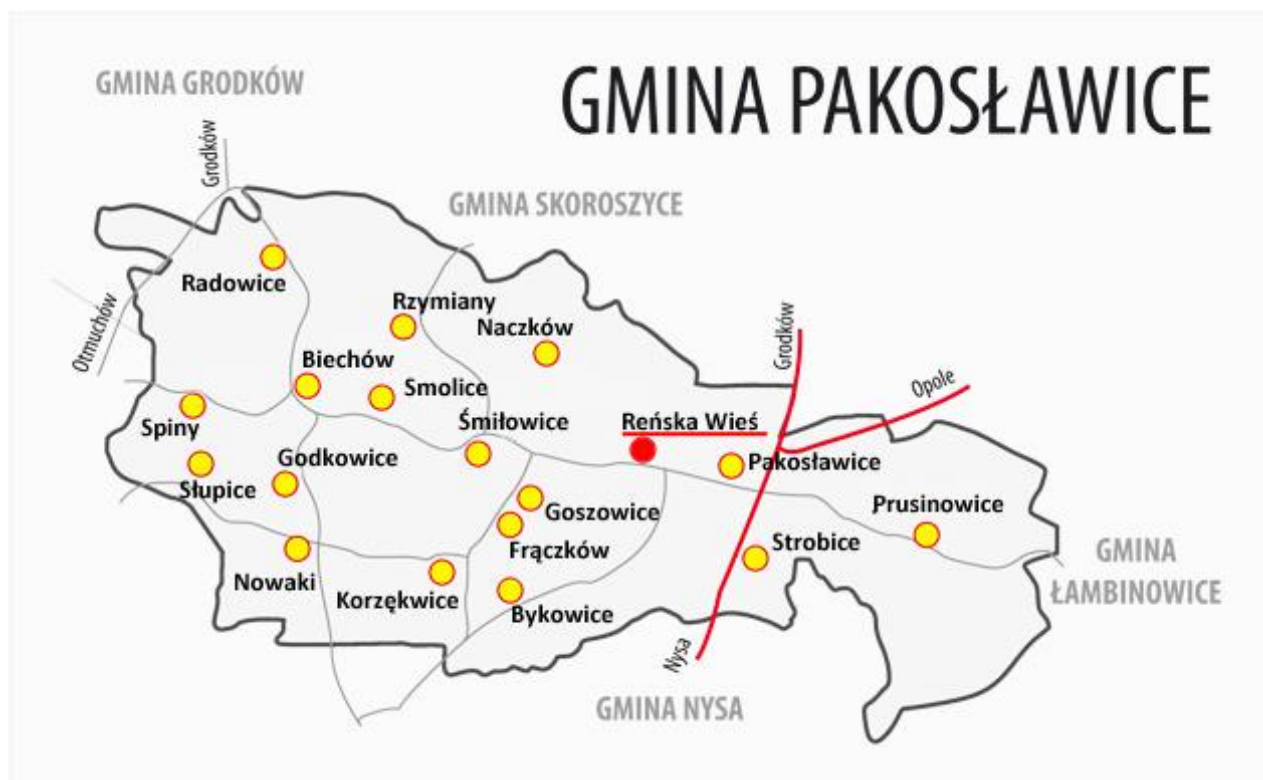 GMINA PAKOSŁAWICE
GMINA GRODKÓW
Grodków
GMINA SKOROSZYCE
Radowice
Rzymiany
Naczków
Otmuchów
Grodków
Opole
Biechów
Smolice
Spiny
Śmiłowice
Reńska Wieś
Godkowice
Pakosławice
Słupice
Goszowice
Prusinowice
Frączków
Strobice
Nowaki
Korzękwice
Bykowice
GMINA
ŁAMBINOWICE
Nysa
GMINA NYSA